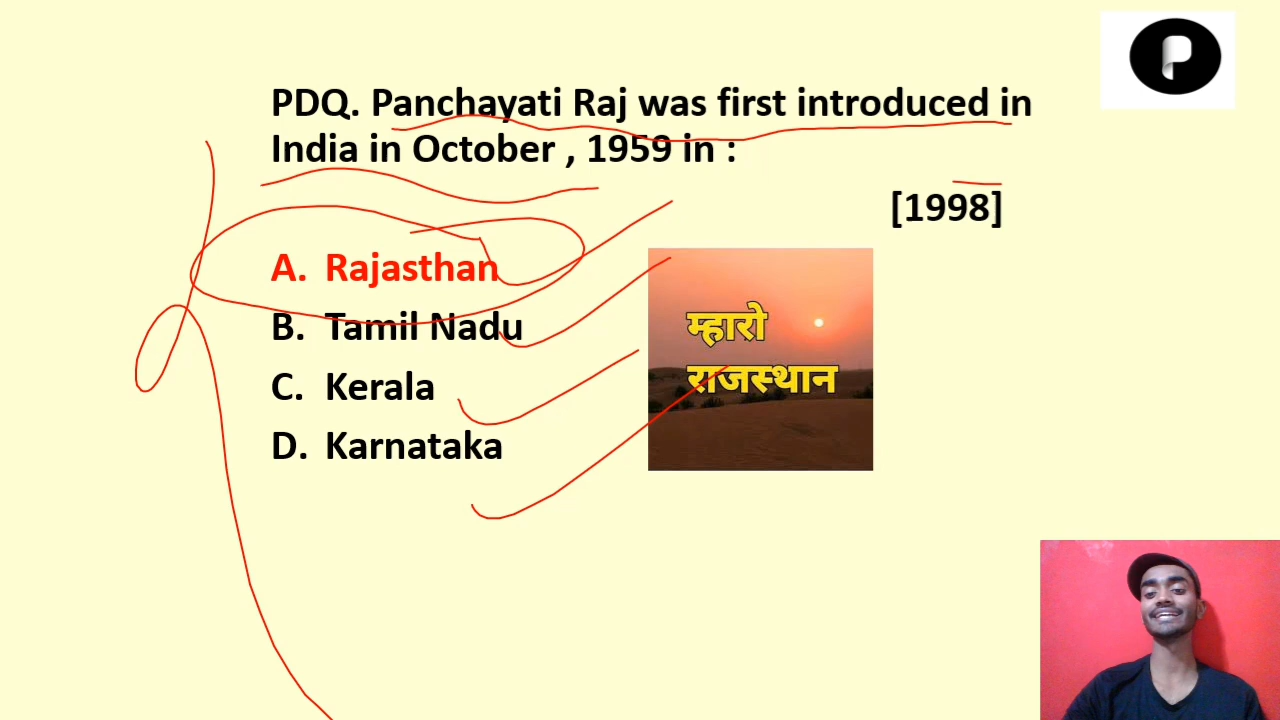 P
PDQ. Panchayati Raj was first introduced in
India in October , 1959 in :
[1998]
A. Rajasthan
B. Tamil Nadu
C. Kerala
D. Karnataka
म्हारो
राजस्थान